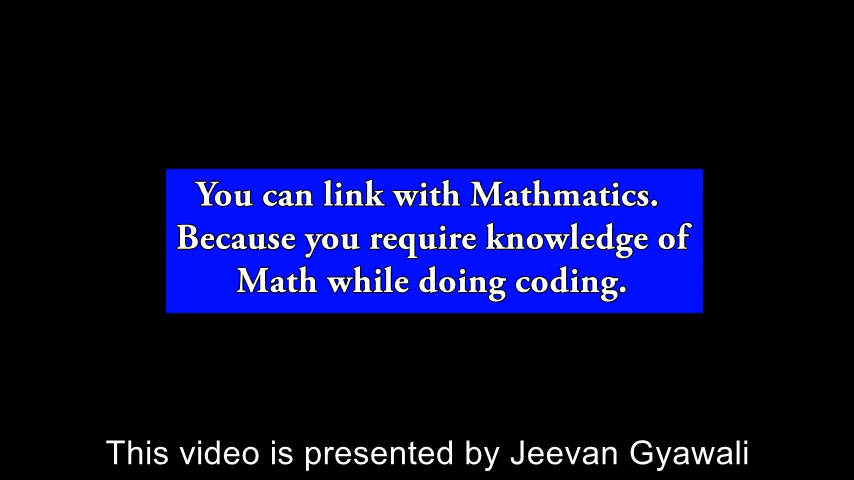 You can link with Mathmatics.
Because you require knowledge of
Math while doing coding.
This video is presented by Jeevan Gyawali